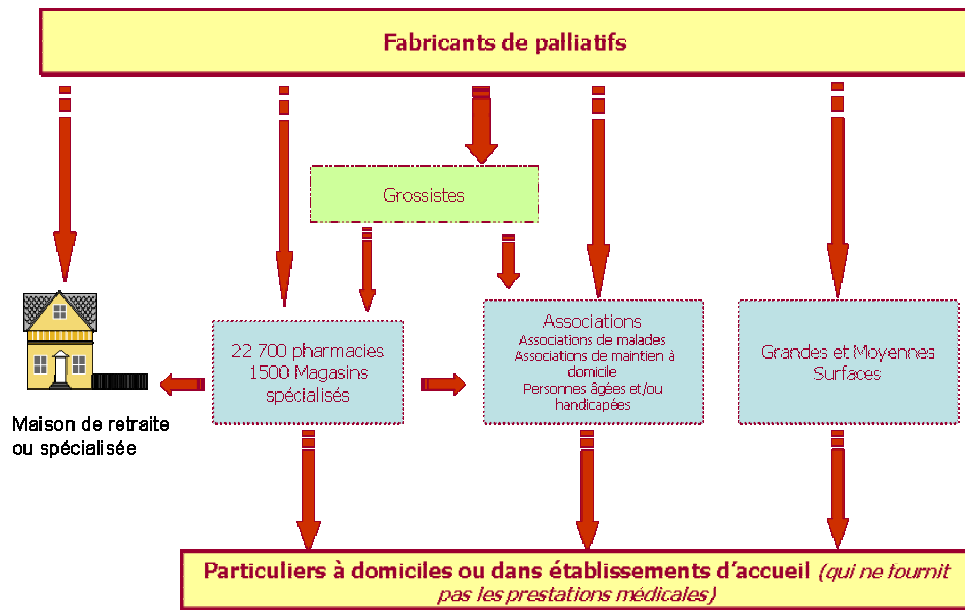 Fabricants de palliatifs
Grossistes
Maison de retraite
ou spécialisée
22 700 pharmacies
1500 Magasins
spécialisés
Associations
Associations de malades
Associations de maintien à
domicile
Personnes âgées et/ou
handicapées
Grandes et Moyennes
Surfaces
Particuliers à domiciles ou dans établissements d'accueil (qui ne fournit
pas les prestations médicales)